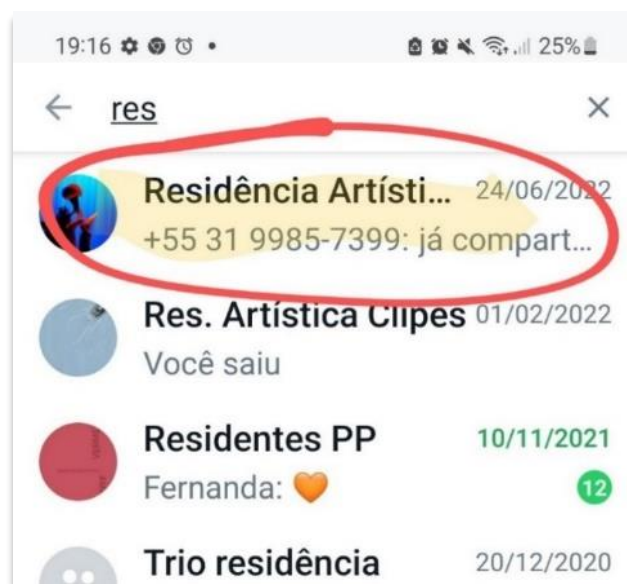 19:16
25%
res
Residência Artísti... 24/06/2022
+55 31 9985-7399: já compart...
Res. Artística Clipes 01/02/2022
Você saiu
Residentes PP 10/11/2021
Fernanda: 🧡 12
Trio residência 20/12/2020